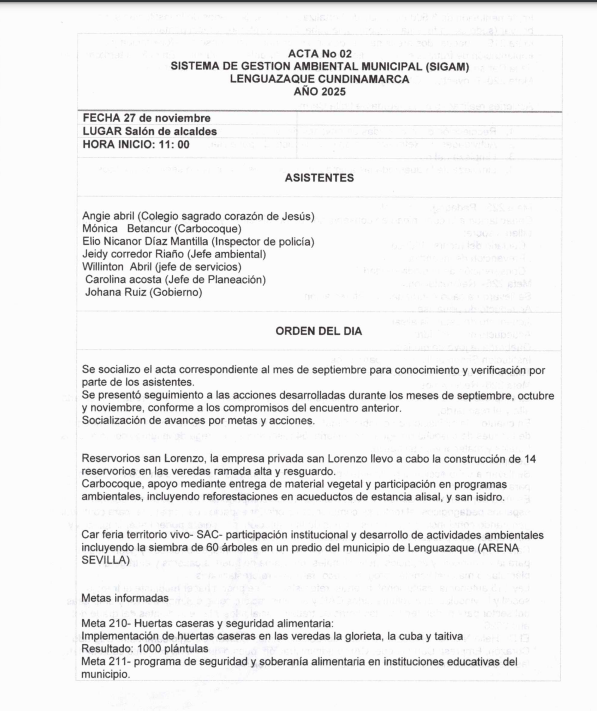 ACTA No 02
SISTEMA DE GESTION AMBIENTAL MUNICIPAL (SIGAM)
LENGUAZAQUE CUNDINAMARCA
AÑO 2025
FECHA 27 de noviembre
LUGAR Salón de alcaldes
HORA INICIO: 11: 00
ASISTENTES
Angie abril (Colegio sagrado corazón de Jesús)
Mónica Betancur (Carbocoque)
Elio Nicanor Díaz Mantilla (Inspector de policía)
Jeidy corredor Riaño (Jefe ambiental)
Willinton Abril (jefe de servicios)
Carolina acosta (Jefe de Planeación)
Johana Ruiz (Gobierno)
ORDEN DEL DIA
Se socializo el acta correspondiente al mes de septiembre para conocimiento y verificación por
parte de los asistentes.
Se presentó seguimiento a las acciones desarrolladas durante los meses de septiembre, octubre
y noviembre, conforme a los compromisos del encuentro anterior.
Socialización de avances por metas y acciones.
Reservorios san Lorenzo, la empresa privada san Lorenzo llevo a cabo la construcción de 14
reservorios en las veredas ramada alta y resguardo.
Carbocoque, apoyo mediante entrega de material vegetal y participación en programas
ambientales, incluyendo reforestaciones en acueductos de estancia alisal, y san isidro.
Car feria territorio vivo- SAC- participación institucional y desarrollo de actividades ambientales
incluyendo la siembra de 60 árboles en un predio del municipio de Lenguazaque (ARENA
SEVILLA)
Metas informadas
Meta 210- Huertas caseras y seguridad alimentaria:
Implementación de huertas caseras en las veredas la glorieta, la cuba y taitiva
Resultado: 1000 plántulas
Meta 211- programa de seguridad y soberanía alimentaria en instituciones educativas del
municipio.